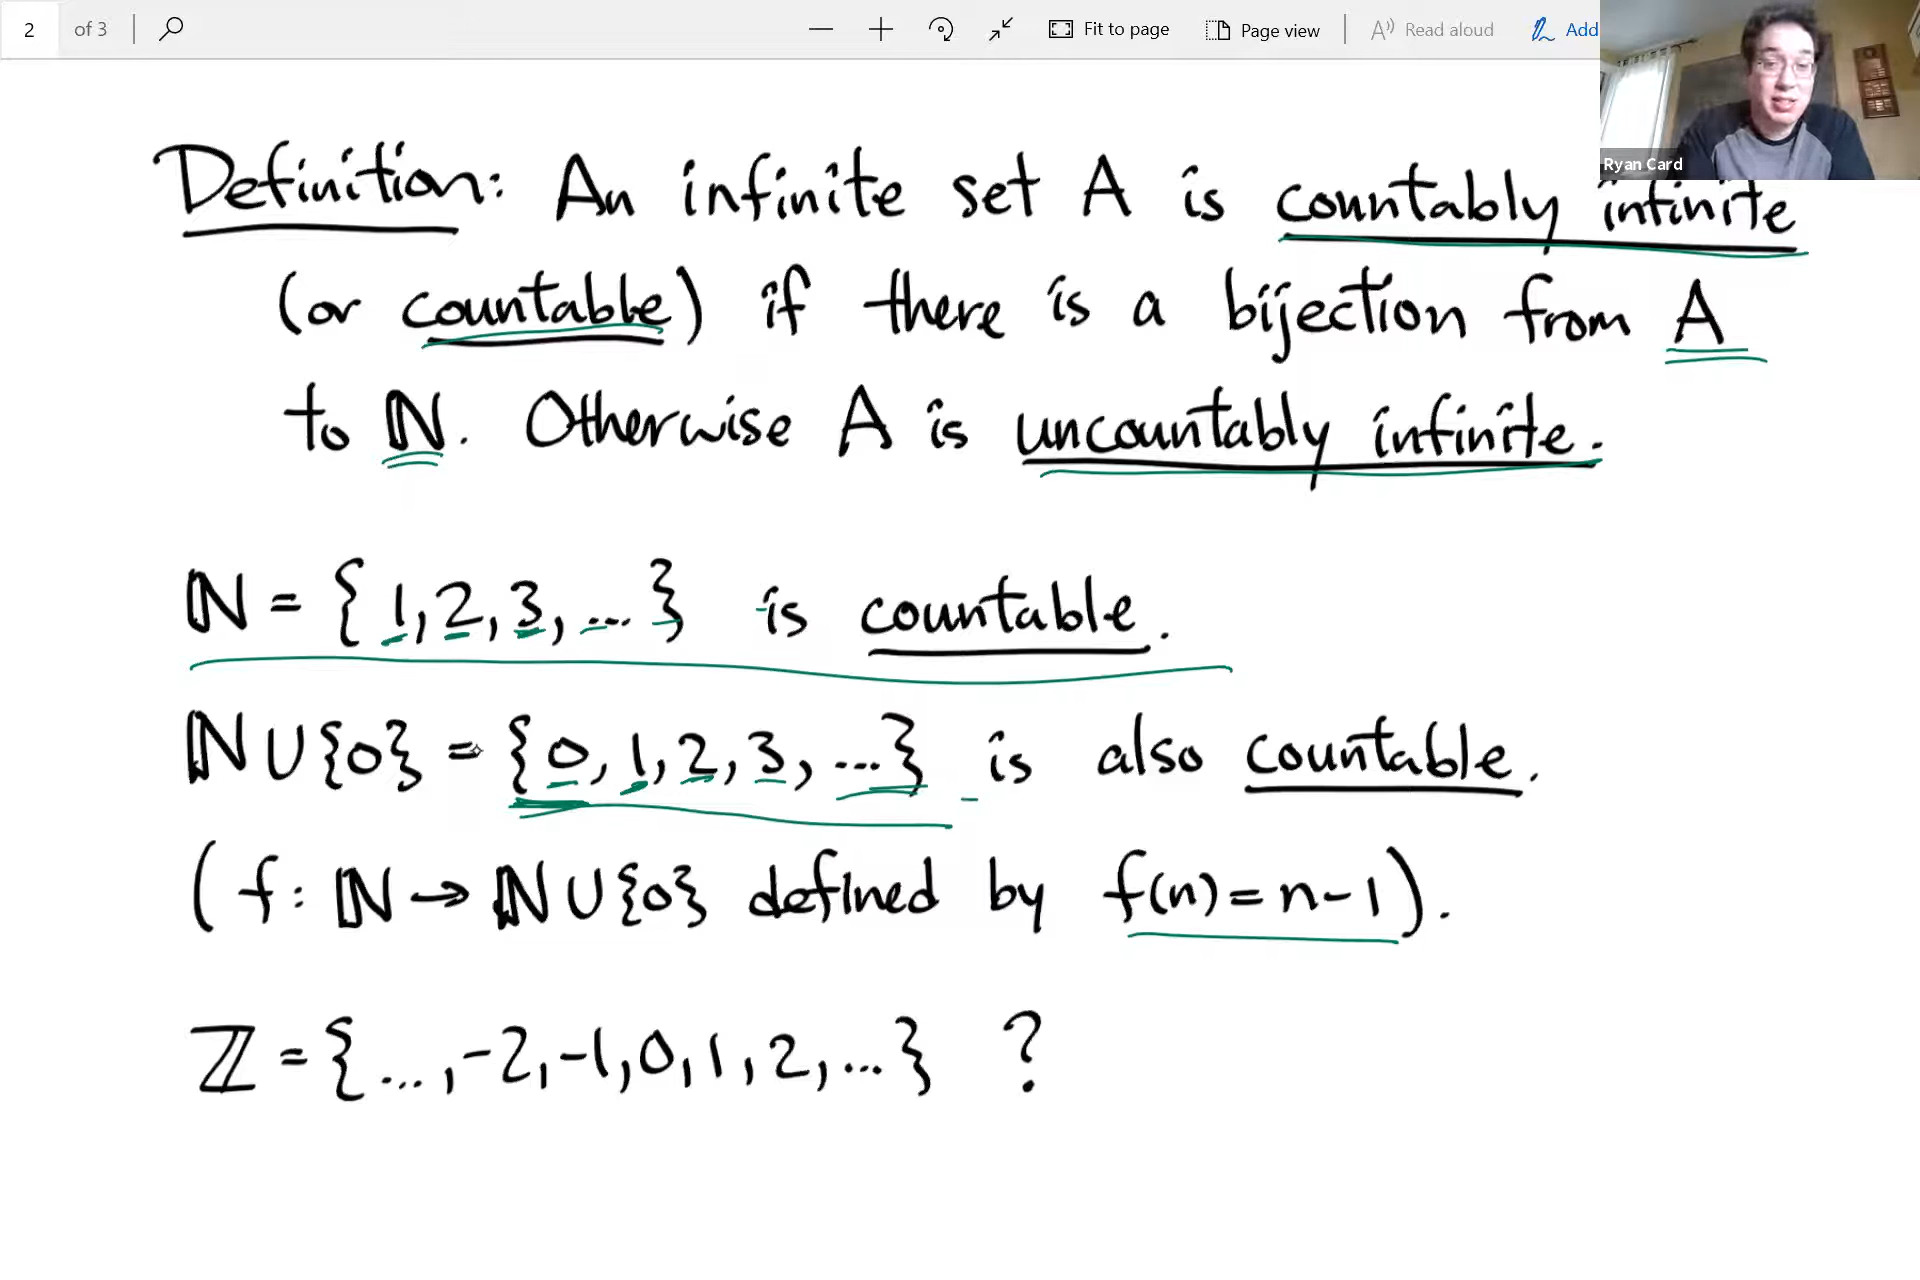 2 of 3 Fit to page Page view Read aloud Add
Ryan Card
Definition: An infinite set A is countably infinite
(or countable) if there is a bijection from A
to ℕ. Otherwise A is uncountably infinite.
ℕ = {1, 2, 3, ...} is countable.
ℕ ∪ {0} = {0, 1, 2, 3, ...} is also countable.
(f: ℕ → ℕ ∪ {0} defined by f(n) = n-1).
ℤ = {..., -2, -1, 0, 1, 2, ...} ?